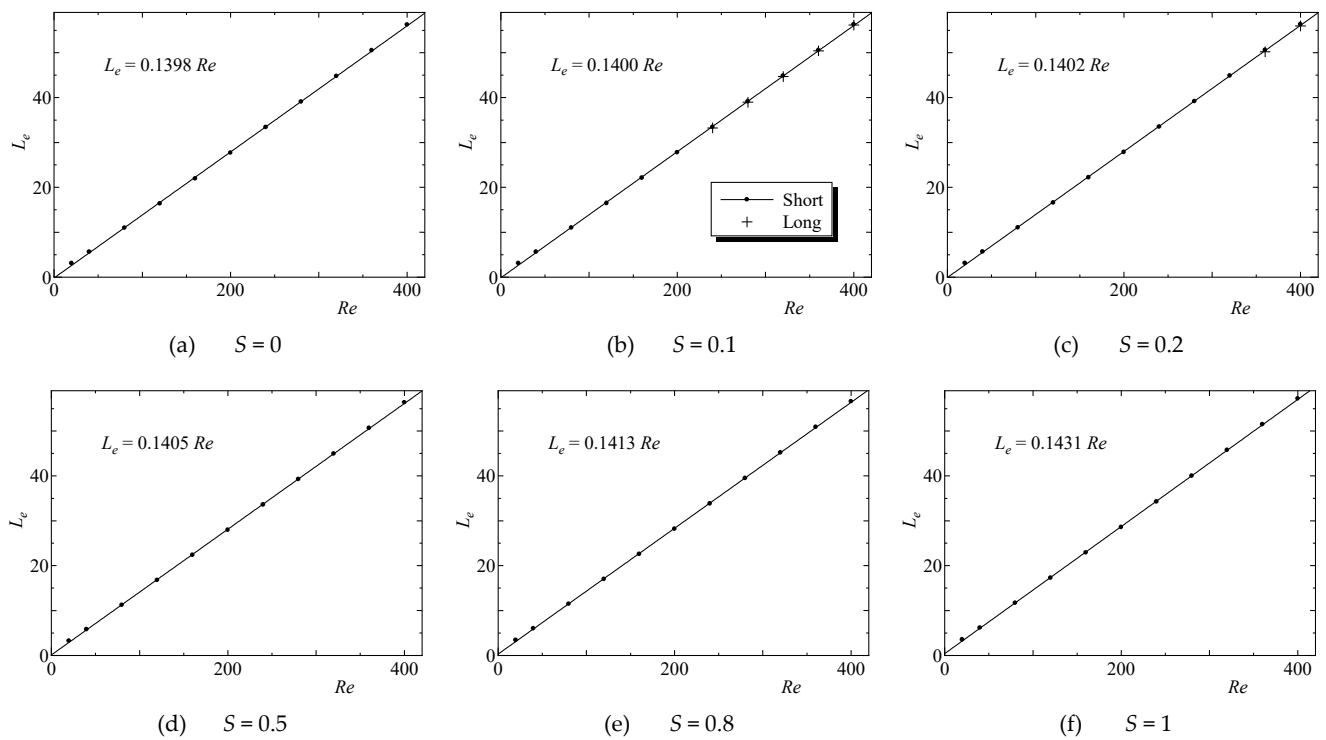 L_e = 0.1398 Re
40
20
0
L_e
0 200 400
Re
(a) S = 0
L_e = 0.1400 Re
40
20
0
L_e
Short
Long
0 200 400
Re
(b) S = 0.1
L_e = 0.1402 Re
40
20
0
L_e
0 200 400
Re
(c) S = 0.2
L_e = 0.1405 Re
40
20
0
L_e
0 200 400
Re
(d) S = 0.5
L_e = 0.1413 Re
40
20
0
L_e
0 200 400
Re
(e) S = 0.8
L_e = 0.1431 Re
40
20
0
L_e
0 200 400
Re
(f) S = 1